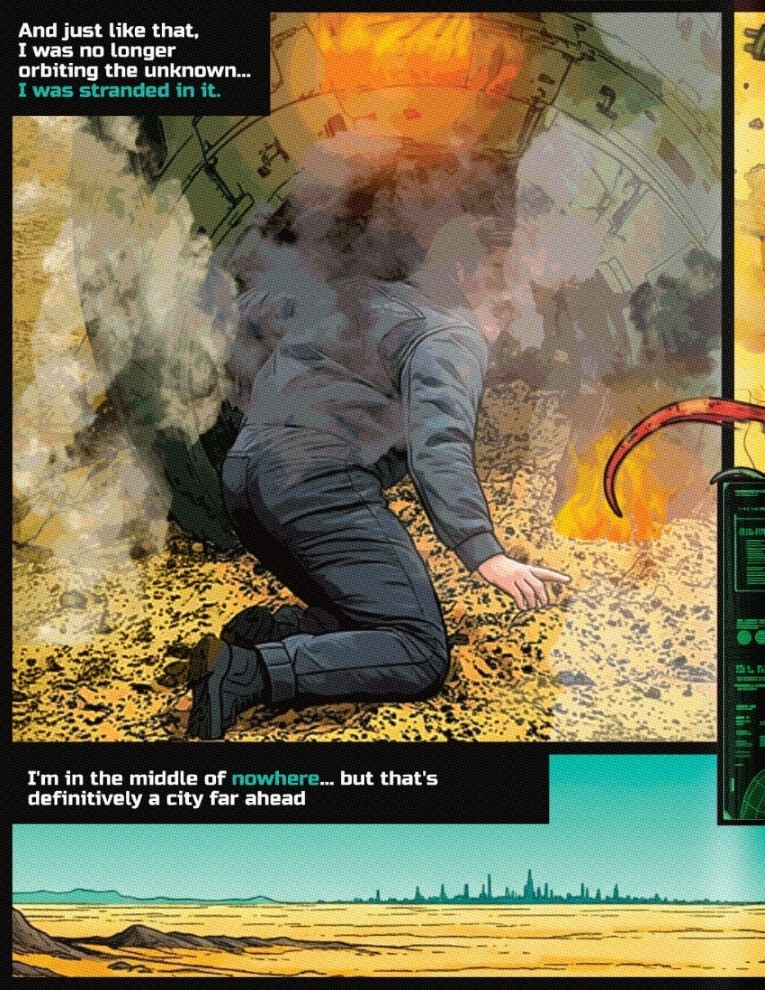 And just like that,
I was no longer
orbiting the unknown...
I was stranded in it.
I'm in the middle of nowhere... but that's
definitively a city far ahead